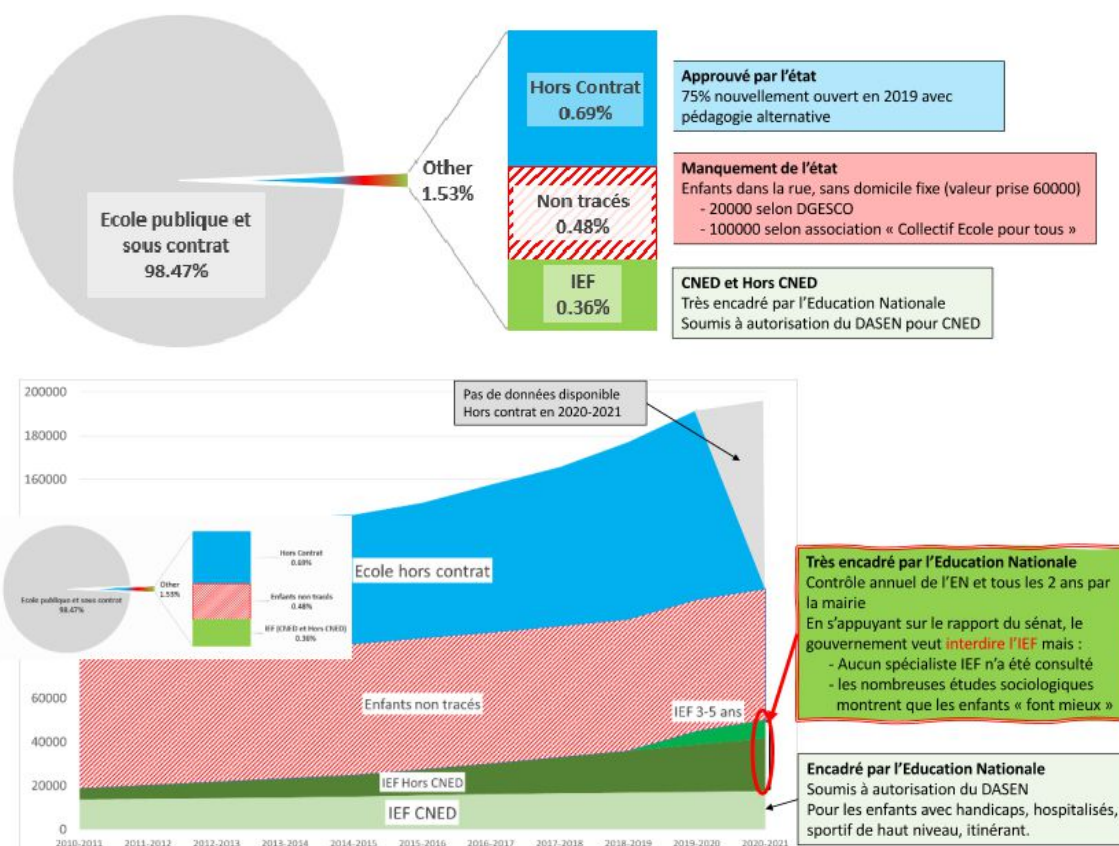 Ecole publique et
sous contrat
98.47%
Other
1.53%
Hors Contrat
0.69%
Non tracés
0.48%
IEF
0.36%
Approuvé par l'état
75% nouvellement ouvert en 2019 avec
pédagogie alternative
Manquement de l'état
Enfants dans la rue, sans domicile fixe (valeur prise 60000)
- 20000 selon DGESCO
- 100000 selon association « Collectif Ecole pour tous »
CNED et Hors CNED
Très encadré par l'Education Nationale
Soumis à autorisation du DASEN pour CNED
200000
180000
160000
60000
40000
20000
0
Pas de données disponible
Hors contrat en 2020-2021
Ecole hors contrat
Enfants non tracés
IEF 3-5 ans
IEF Hors CNED
IEF CNED
Ecole publique et sous contrat
98.47%
Other
1.53%
Hors Contrat
0.69%
Enfants non tracés
0.48%
IEF (CNED et Hors CNED)
0.36%
2010-2011 2011-2012 2012-2013 2013-2014 2014-2015 2015-2016 2016-2017 2017-2018 2018-2019 2019-2020 2020-2021
Très encadré par l'Education Nationale
Contrôle annuel de l'EN et tous les 2 ans par
la mairie
En s'appuyant sur le rapport du sénat, le
gouvernement veut interdire l'IEF mais :
- Aucun spécialiste IEF n'a été consulté
- les nombreuses études sociologiques
montrent que les enfants « font mieux »
Encadré par l'Education Nationale
Soumis à autorisation du DASEN
Pour les enfants avec handicaps, hospitalisés,
sportif de haut niveau, itinérant.